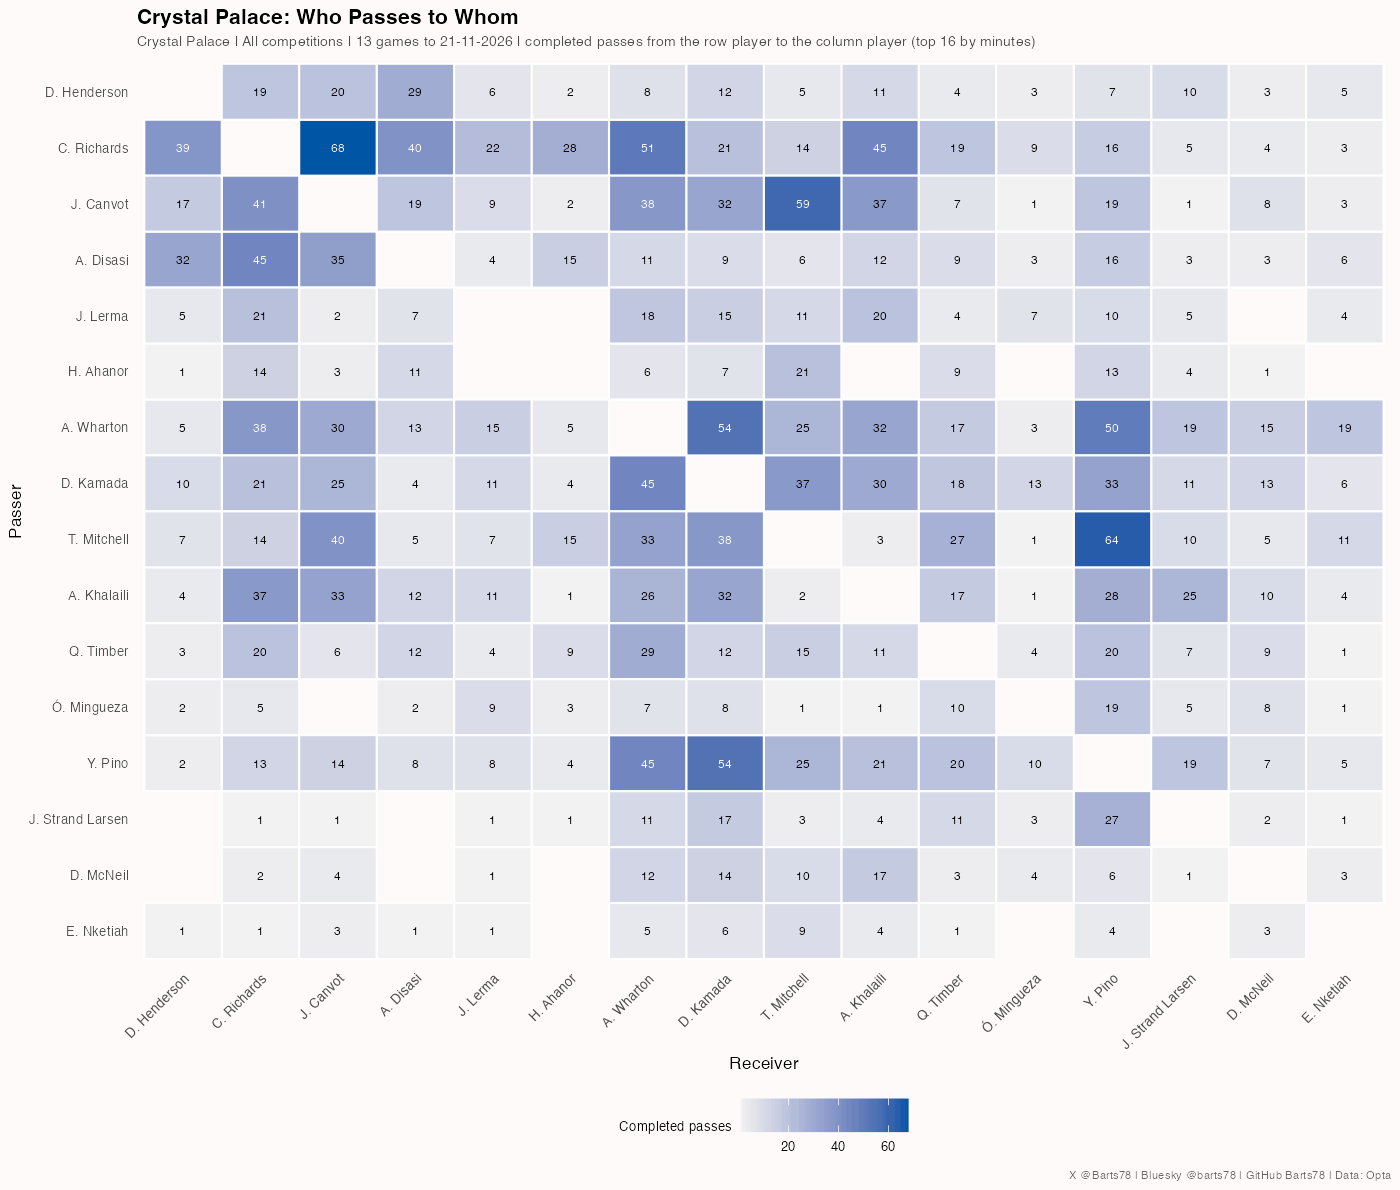 Crystal Palace: Who Passes to Whom
Crystal Palace | All competitions | 13 games to 21-11-2026 | completed passes from the row player to the column player (top 16 by minutes)
Passer
D. Henderson 19 20 29 6 2 8 12 5 11 4 3 7 10 3 5
C. Richards 39 68 40 22 28 51 21 14 45 19 9 16 5 4 3
J. Canvot 17 41 19 9 2 38 32 59 37 7 1 19 1 8 3
A. Disasi 32 45 35 4 15 11 9 6 12 9 3 16 3 3 6
J. Lerma 5 21 2 7 18 15 11 20 4 7 10 5 4
H. Ahanor 1 14 3 11 6 7 21 9 13 4 1
A. Wharton 5 38 30 13 15 5 54 25 32 17 3 50 19 15 19
D. Kamada 10 21 25 4 11 4 45 37 30 18 13 33 11 13 6
T. Mitchell 7 14 40 5 7 15 33 38 3 27 1 64 10 5 11
A. Khalaili 4 37 33 12 11 1 26 32 2 17 1 28 25 10 4
Q. Timber 3 20 6 12 4 9 29 12 15 11 4 20 7 9 1
Ó. Mingueza 2 5 2 9 3 7 8 1 1 10 19 5 8 1
Y. Pino 2 13 14 8 8 4 45 54 25 21 20 10 19 7 5
J. Strand Larsen 1 1 1 1 11 17 3 4 11 3 27 2 1
D. McNeil 2 4 1 12 14 10 17 3 4 6 1 3
E. Nketiah 1 1 3 1 1 5 6 9 4 1 4 3
D. Henderson C. Richards J. Canvot A. Disasi J. Lerma H. Ahanor A. Wharton D. Kamada T. Mitchell A. Khalaili Q. Timber Ó. Mingueza Y. Pino J. Strand Larsen D. McNeil E. Nketiah
Receiver
Completed passes
20 40 60
X @Barts78 | Bluesky @barts78 | GitHub Barts78 | Data: Opta